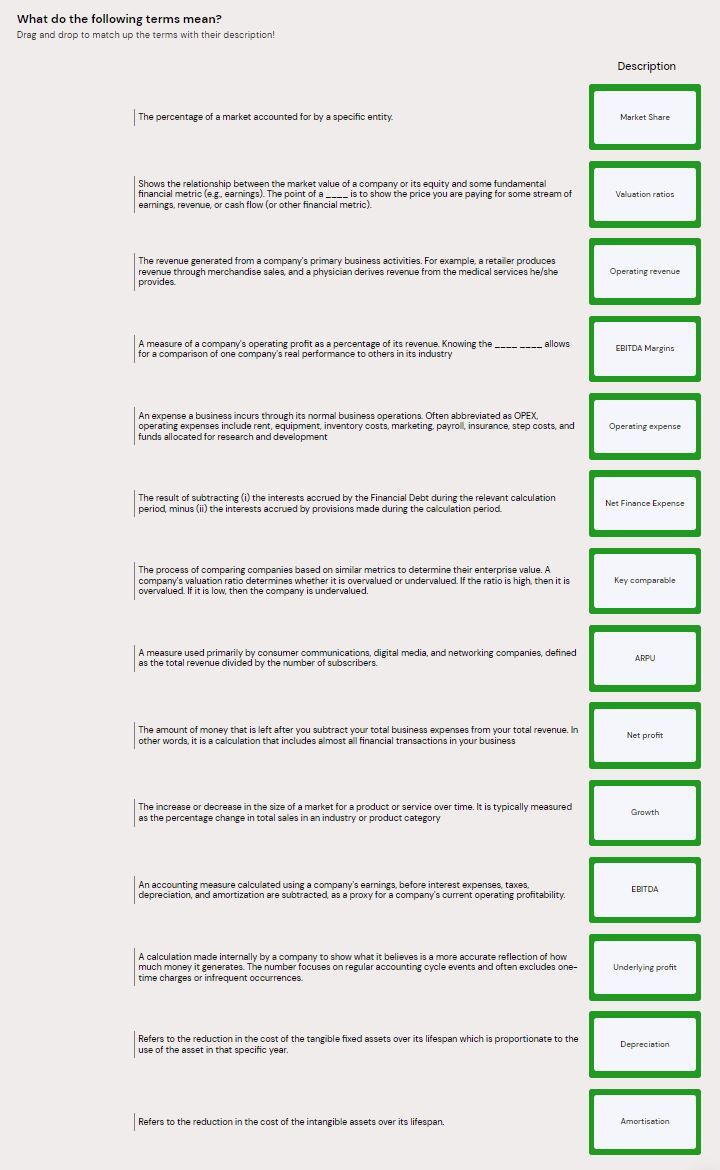 What do the following terms mean?
Drag and drop to match up the terms with their description!
Description
The percentage of a market accounted for by a specific entity.
Market Share
Shows the relationship between the market value of a company or its equity and some fundamental
financial metric (e.g., earnings). The point of a ____ is to show the price you are paying for some stream of
earnings, revenue, or cash flow (or other financial metric).
Valuation ratios
The revenue generated from a company's primary business activities. For example, a retailer produces
revenue through merchandise sales, and a physician derives revenue from the medical services he/she
provides.
Operating revenue
A measure of a company's operating profit as a percentage of its revenue. Knowing the ____ ____ allows
for a comparison of one company's real performance to others in its industry
EBITDA Margins
An expense a business incurs through its normal business operations. Often abbreviated as OPEX,
operating expenses include rent, equipment, inventory costs, marketing, payroll, insurance, step costs, and
funds allocated for research and development
Operating expense
The result of subtracting (i) the interests accrued by the Financial Debt during the relevant calculation
period, minus (ii) the interests accrued by provisions made during the calculation period.
Net Finance Expense
The process of comparing companies based on similar metrics to determine their enterprise value. A
company's valuation ratio determines whether it is overvalued or undervalued. If the ratio is high, then it is
overvalued. If it is low, then the company is undervalued.
Key comparable
A measure used primarily by consumer communications, digital media, and networking companies, defined
as the total revenue divided by the number of subscribers.
ARPU
The amount of money that is left after you subtract your total business expenses from your total revenue. In
other words, it is a calculation that includes almost all financial transactions in your business
Net profit
The increase or decrease in the size of a market for a product or service over time. It is typically measured
as the percentage change in total sales in an industry or product category
Growth
An accounting measure calculated using a company's earnings, before interest expenses, taxes,
depreciation, and amortization are subtracted, as a proxy for a company's current operating profitability.
EBITDA
A calculation made internally by a company to show what it believes is a more accurate reflection of how
much money it generates. The number focuses on regular accounting cycle events and often excludes one-
time charges or infrequent occurrences.
Underlying profit
Refers to the reduction in the cost of the tangible fixed assets over its lifespan which is proportionate to the
use of the asset in that specific year.
Depreciation
Refers to the reduction in the cost of the intangible assets over its lifespan.
Amortisation